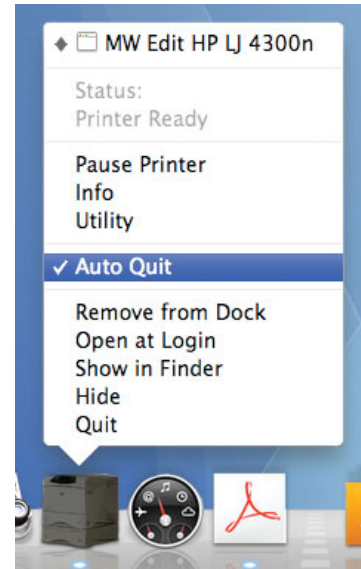 MW Edit HP LJ 4300n
Status:
Printer Ready
Pause Printer
Info
Utility
✓ Auto Quit
Remove from Dock
Open at Login
Show in Finder
Hide
Quit